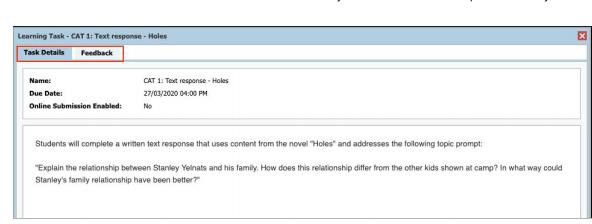 Learning Task - CAT 1: Text response - Holes
Task Details Feedback
Name: CAT 1: Text response - Holes
Due Date: 27/03/2020 04:00 PM
Online Submission Enabled: No
Students will complete a written text response that uses content from the novel "Holes" and addresses the following topic prompt:
"Explain the relationship between Stanley Yelnats and his family. How does this relationship differ from the other kids shown at camp? In what way could
Stanley's family relationship have been better?"